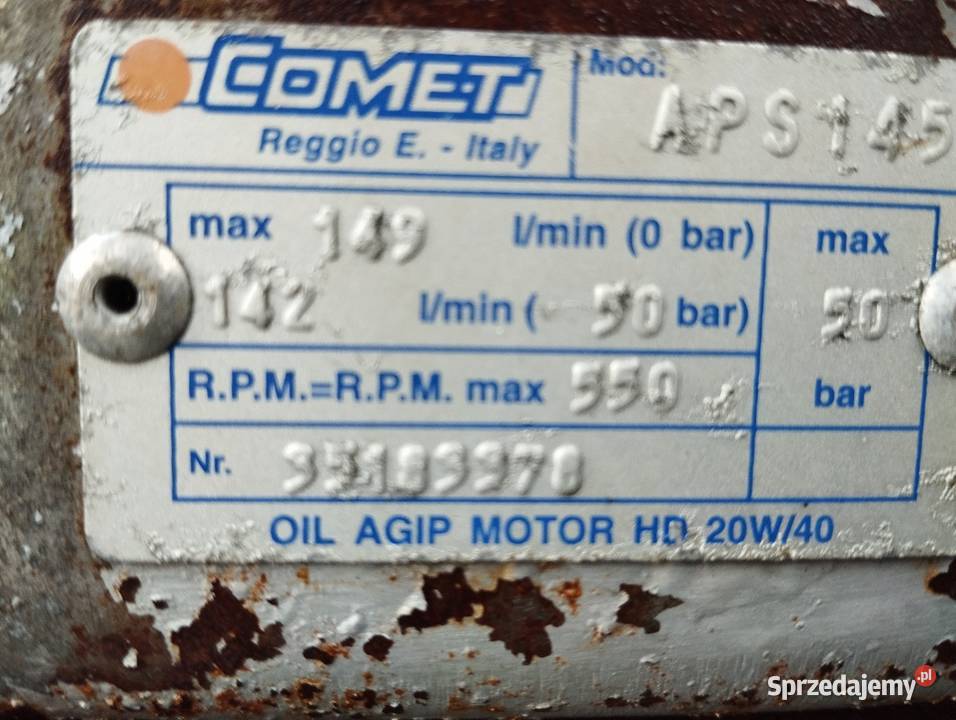 COMET
Reggio E. - Italy
Mod:
APS145
max 149 l/min (0 bar)
142 l/min (- 50 bar)
max
50
bar
R.P.M.=R.P.M. max 550
Nr.
OIL AGIP MOTOR HD 20W/40
Sprzedajemy.pl